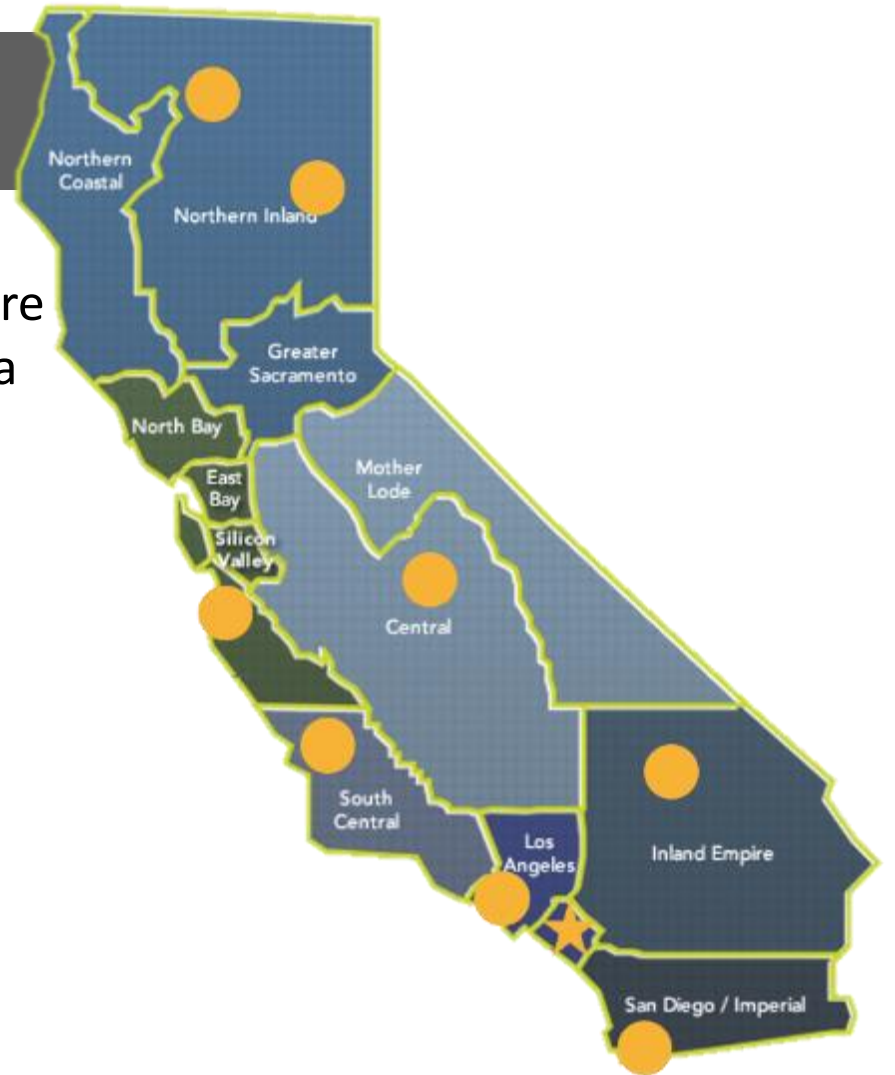 Northern
Coastal
Northern Inland
re
a
Greater
Sacramento
North Bay
East
Bay
Mother
Lode
Silicon
Valley
Central
South
Central
Los
Angeles
Inland Empire
San Diego / Imperial